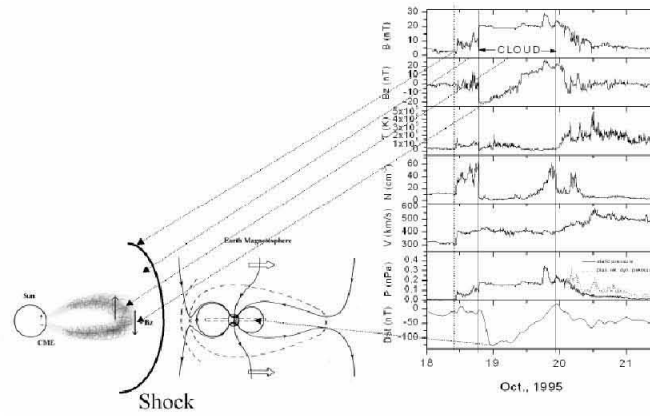 Sun
CME
Bz
Shock
Earth Magnetosphere
B (nT)
30
20
10
0
CLOUD
Bz (nT)
20
10
0
-10
-20
T (K)
N (cm⁻³)
60
40
20
0
V (km/s)
600
500
400
300
P (nPa)
0.4
0.3
0.2
0.1
0.0
Dst (nT)
0
-50
-100
18
19
20
21
Oct., 1995